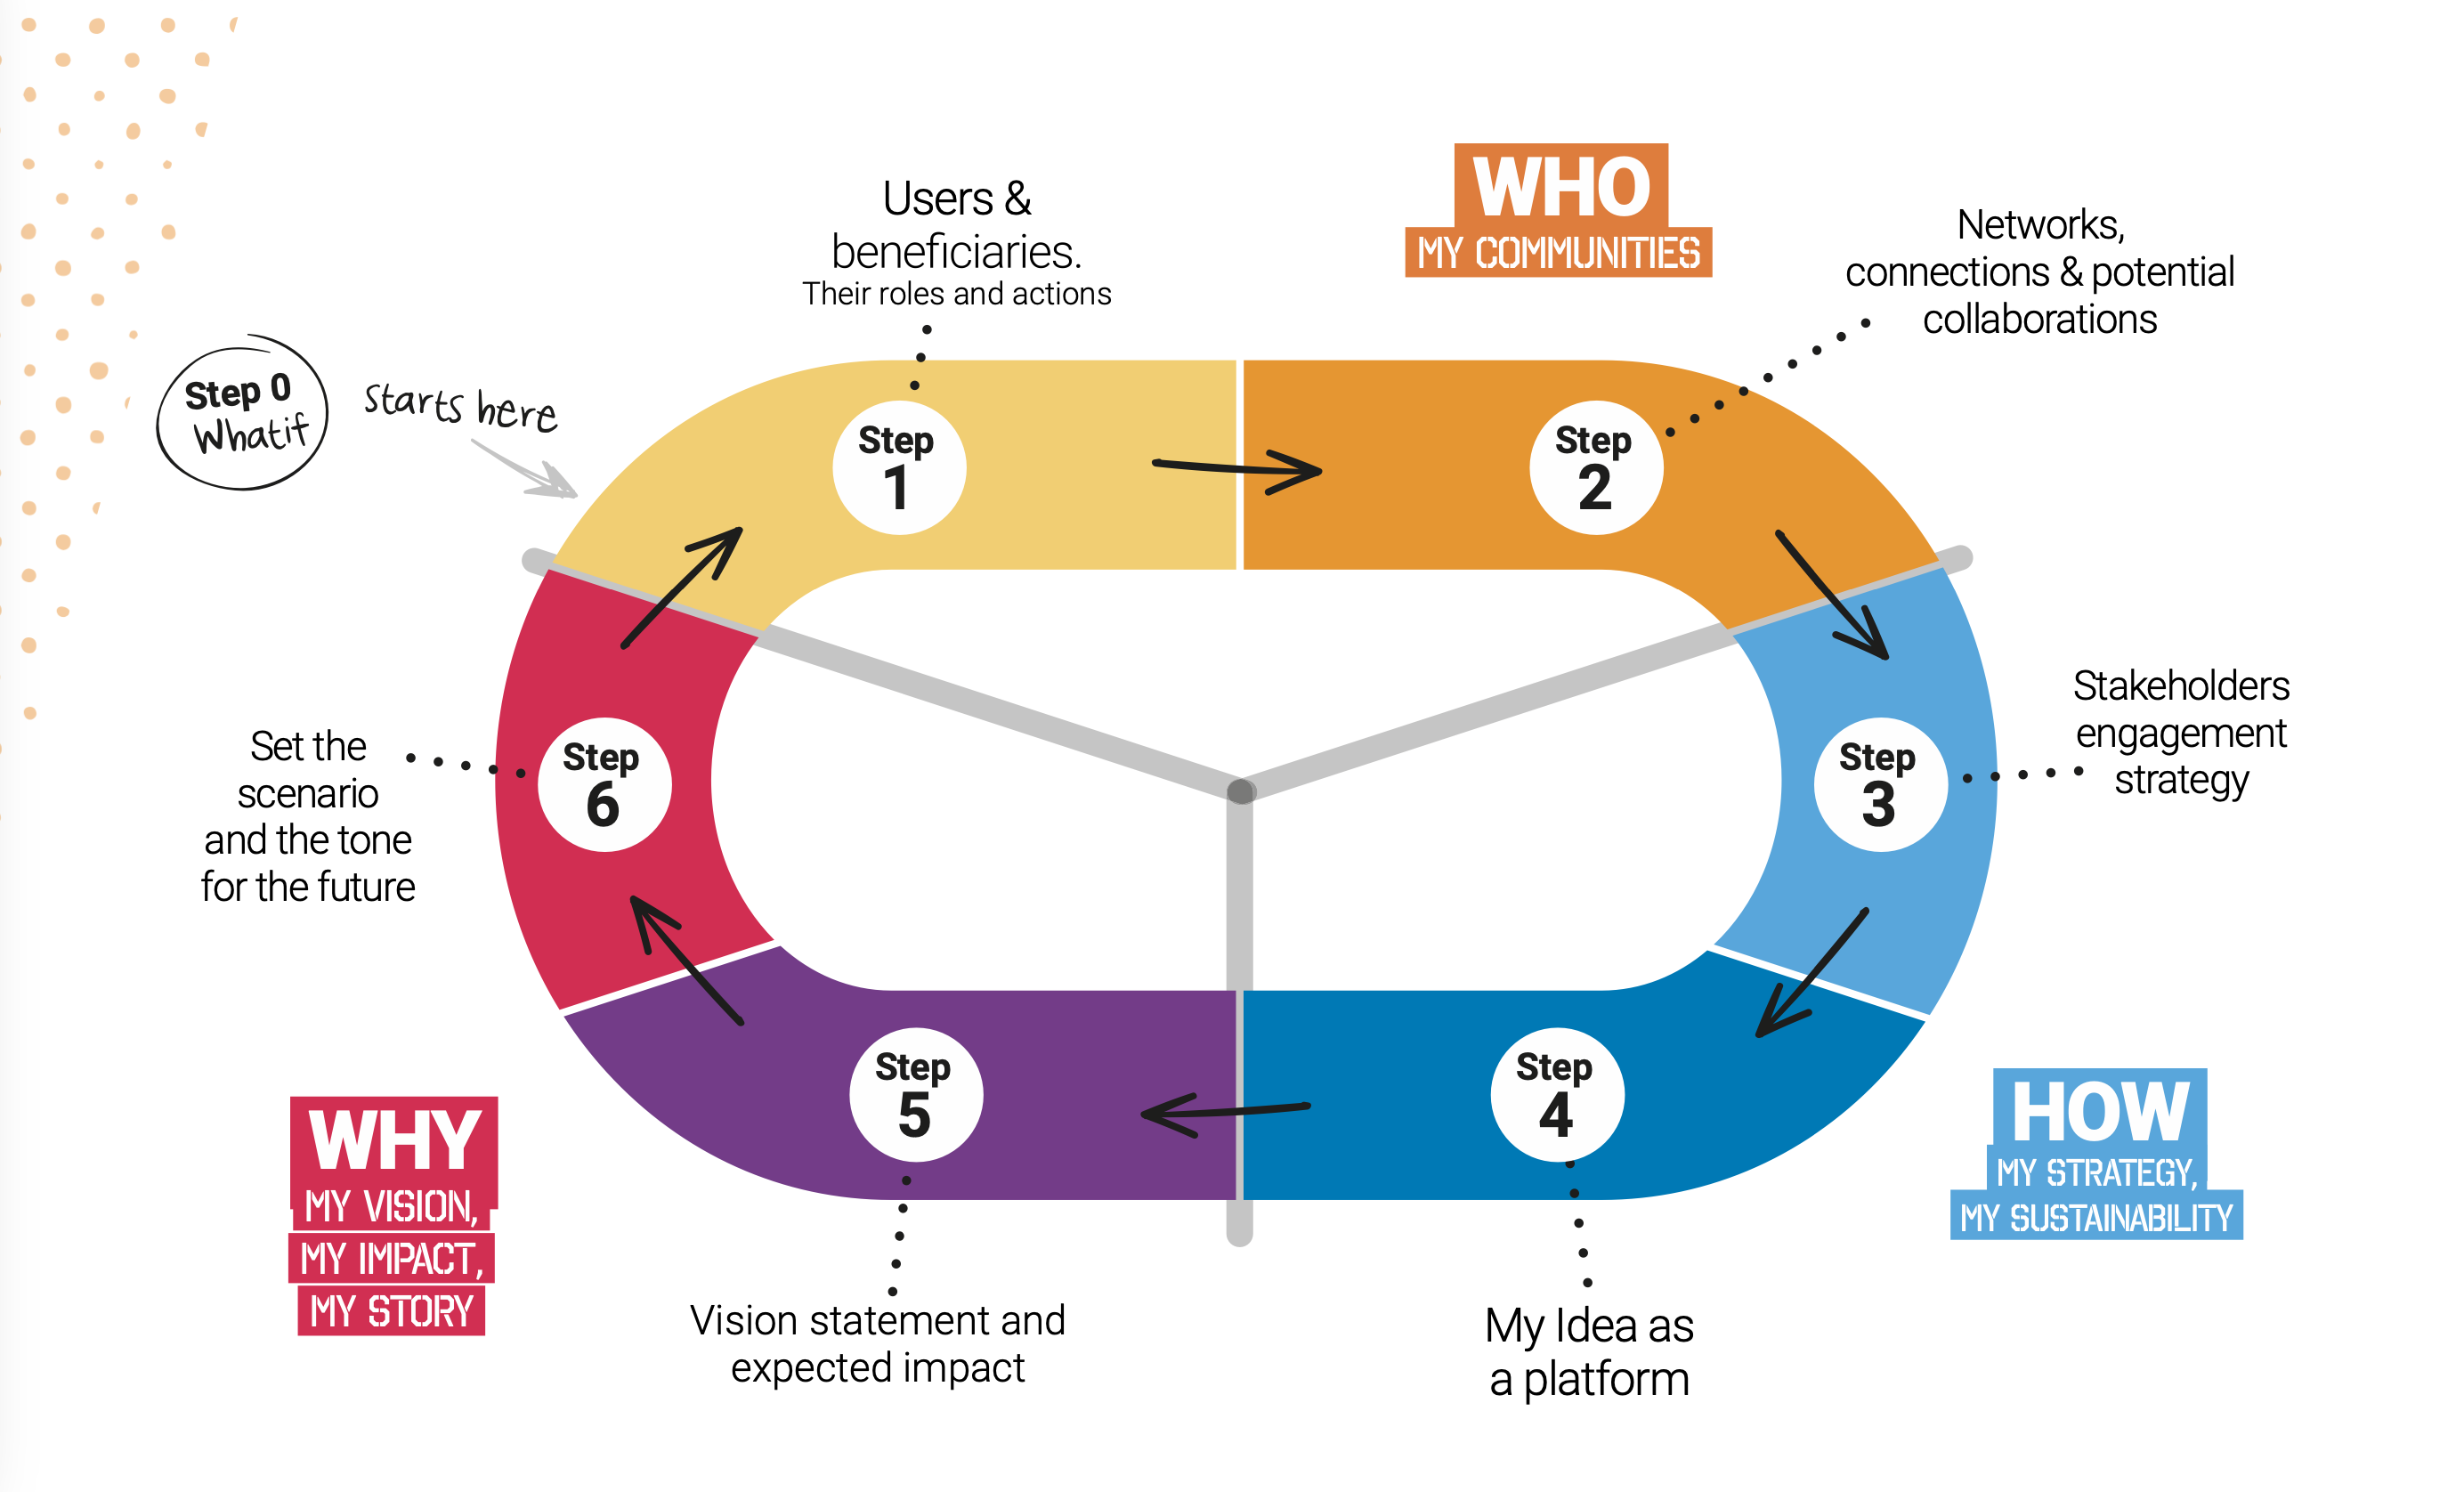 Step 0
Whatif
Starts here
Users &
beneficiaries.
Their roles and actions
WHO
MY COMMUNITIES
Networks,
connections & potential
collaborations
Step
1
Step
2
Step
3
Stakeholders
engagement
strategy
HOW
MY STRATEGY,
MY SUSTAINABILITY
Step
4
My Idea as
a platform
Step
5
Vision statement and
expected impact
Step
6
Set the
scenario
and the tone
for the future
WHY
MY VISION,
MY IMPACT,
MY STORY